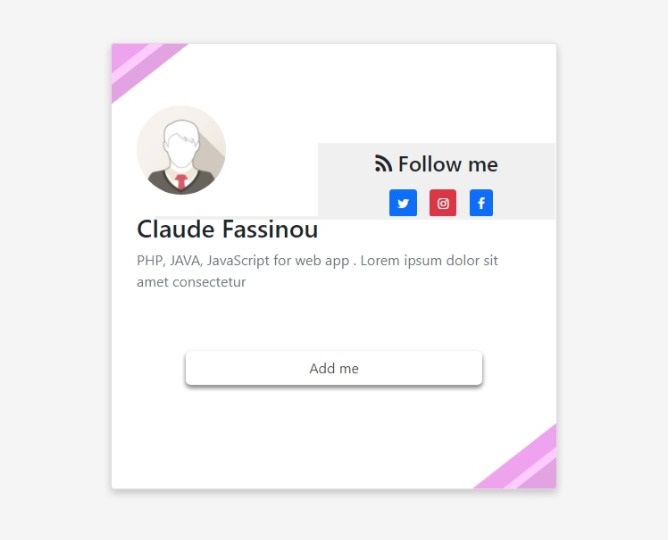 Follow me
Claude Fassinou
PHP, JAVA, JavaScript for web app . Lorem ipsum dolor sit
amet consectetur
Add me